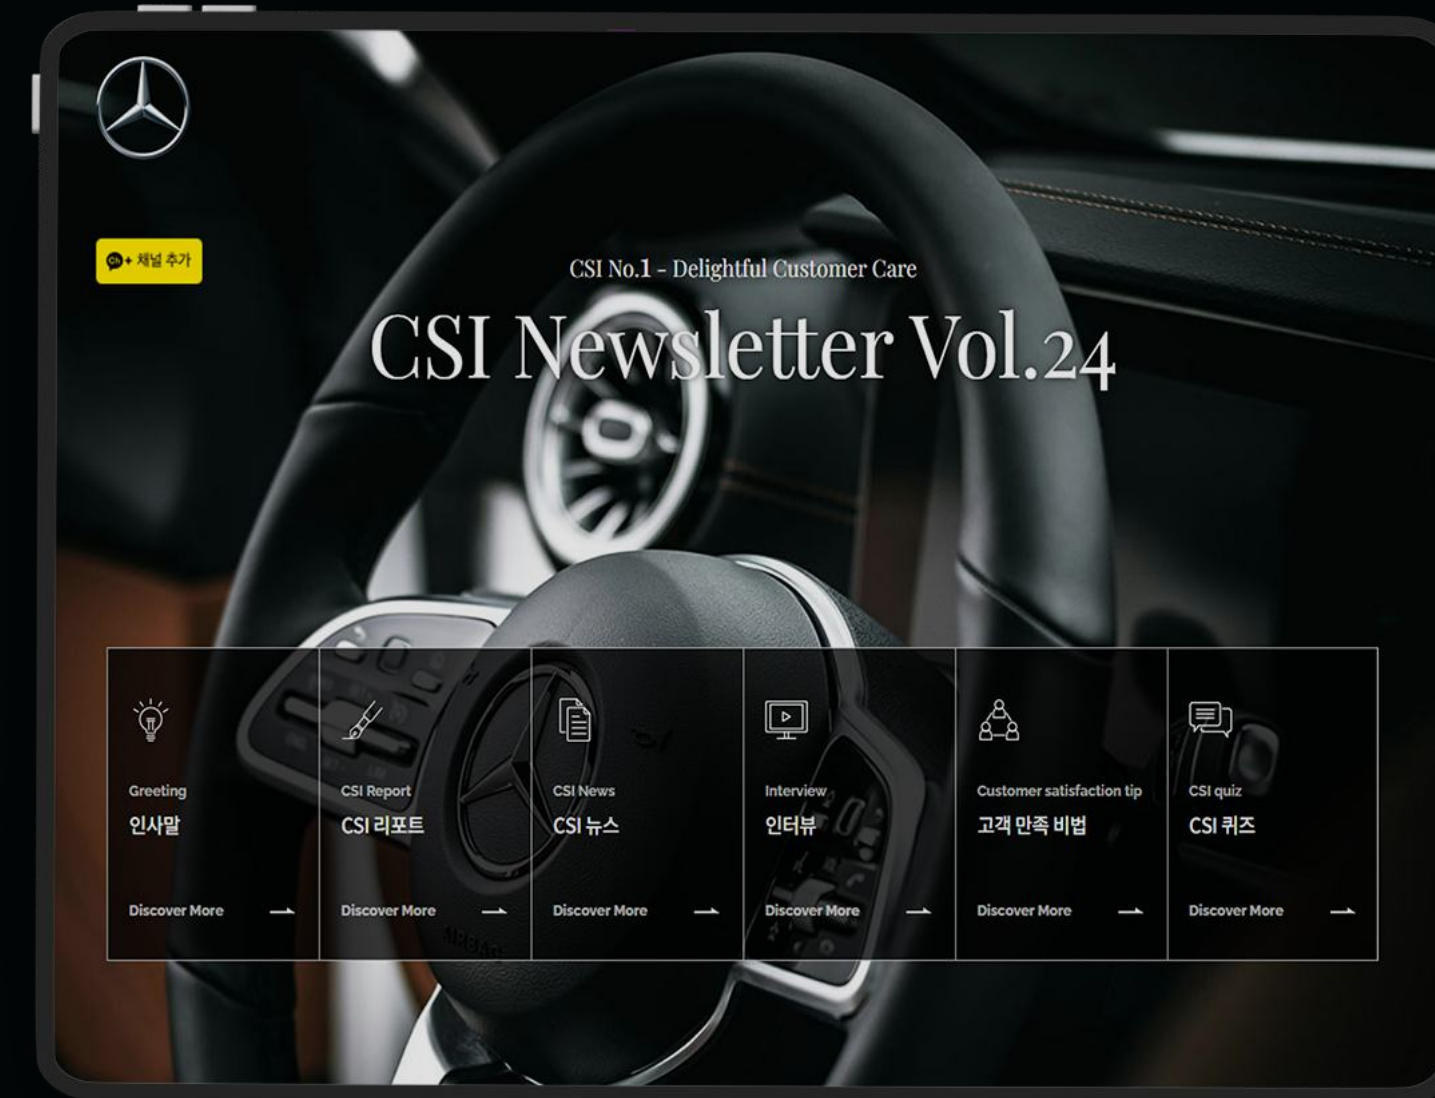 Ch+ 채널 추가
CSI No.1 - Delightful Customer Care
CSI Newsletter Vol.24
Greeting
인사말
Discover More
CSI Report
CSI 리포트
Discover More
CSI News
CSI 뉴스
Discover More
Interview
인터뷰
Discover More
Customer satisfaction tip
고객 만족 비법
Discover More
CSI quiz
CSI 퀴즈
Discover More
AIRBAG